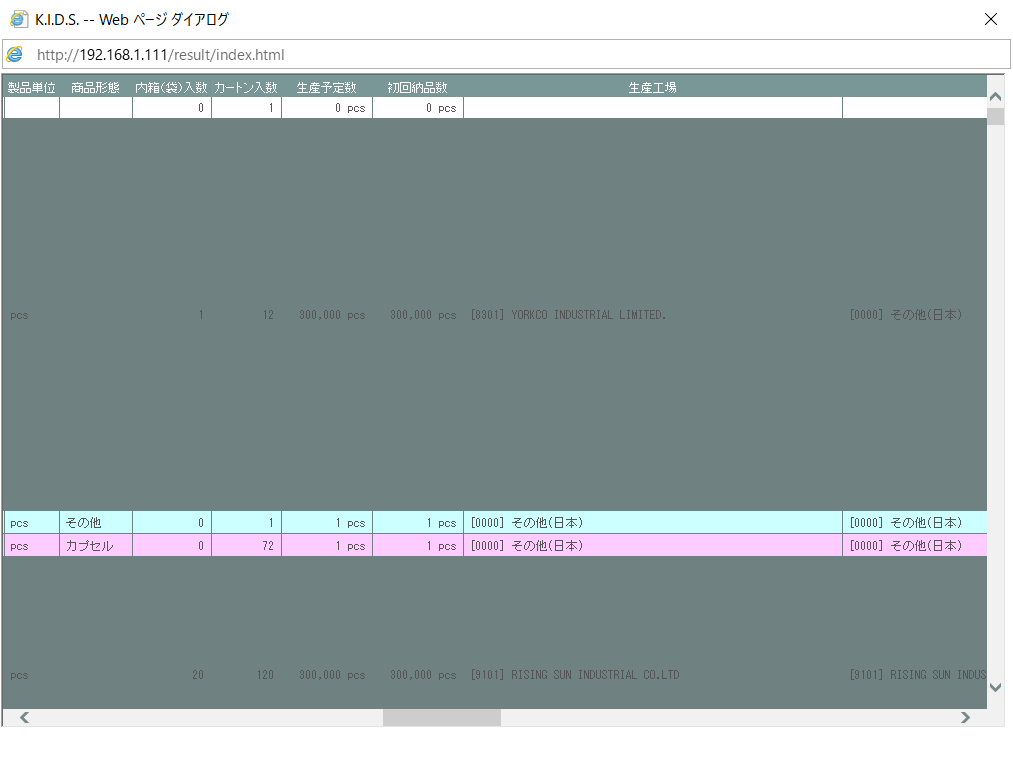 K.I.D.S. -- Web ページ ダイアログ
http://192.168.1.111/result/index.html
製品単位 商品形態 内箱(袋)入数 カートン入数 生産予定数 初回納品数 生産工場
0 1 0 pcs 0 pcs
pcs 1 12 300,000 pcs 300,000 pcs [8301] YORKCO INDUSTRIAL LIMITED. [0000] その他(日本)
pcs その他 0 1 1 pcs 1 pcs [0000] その他(日本) [0000] その他(日本)
pcs カプセル 0 72 1 pcs 1 pcs [0000] その他(日本) [0000] その他(日本)
pcs 20 120 300,000 pcs 300,000 pcs [9101] RISING SUN INDUSTRIAL CO.LTD [9101] RISING SUN INDUS